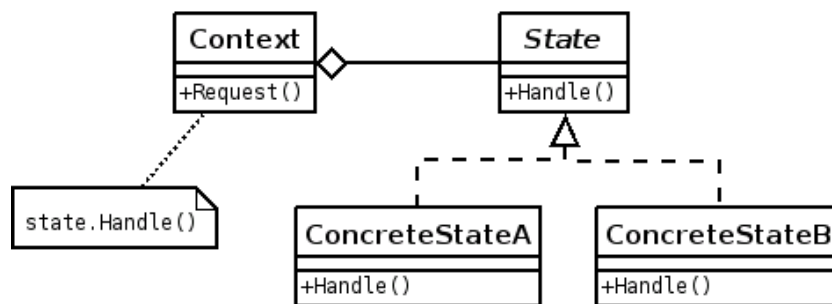 Context
+Request()
State
+Handle()
state.Handle()
ConcreteStateA
+Handle()
ConcreteStateB
+Handle()